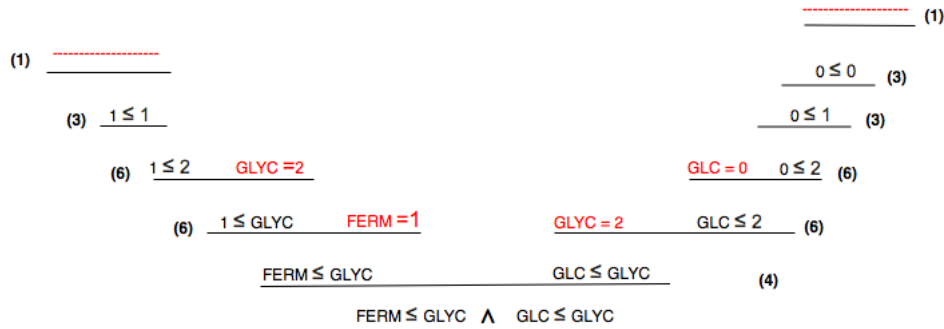 ------------------- (1)
(1) -------------------
0 ≤ 0 (3)
(3) 1 ≤ 1 0 ≤ 1 (3)
(6) 1 ≤ 2 GLYC =2 GLC = 0 0 ≤ 2 (6)
(6) 1 ≤ GLYC FERM =1 GLYC = 2 GLC ≤ 2 (6)
FERM ≤ GLYC GLC ≤ GLYC (4)
FERM ≤ GLYC ∧ GLC ≤ GLYC